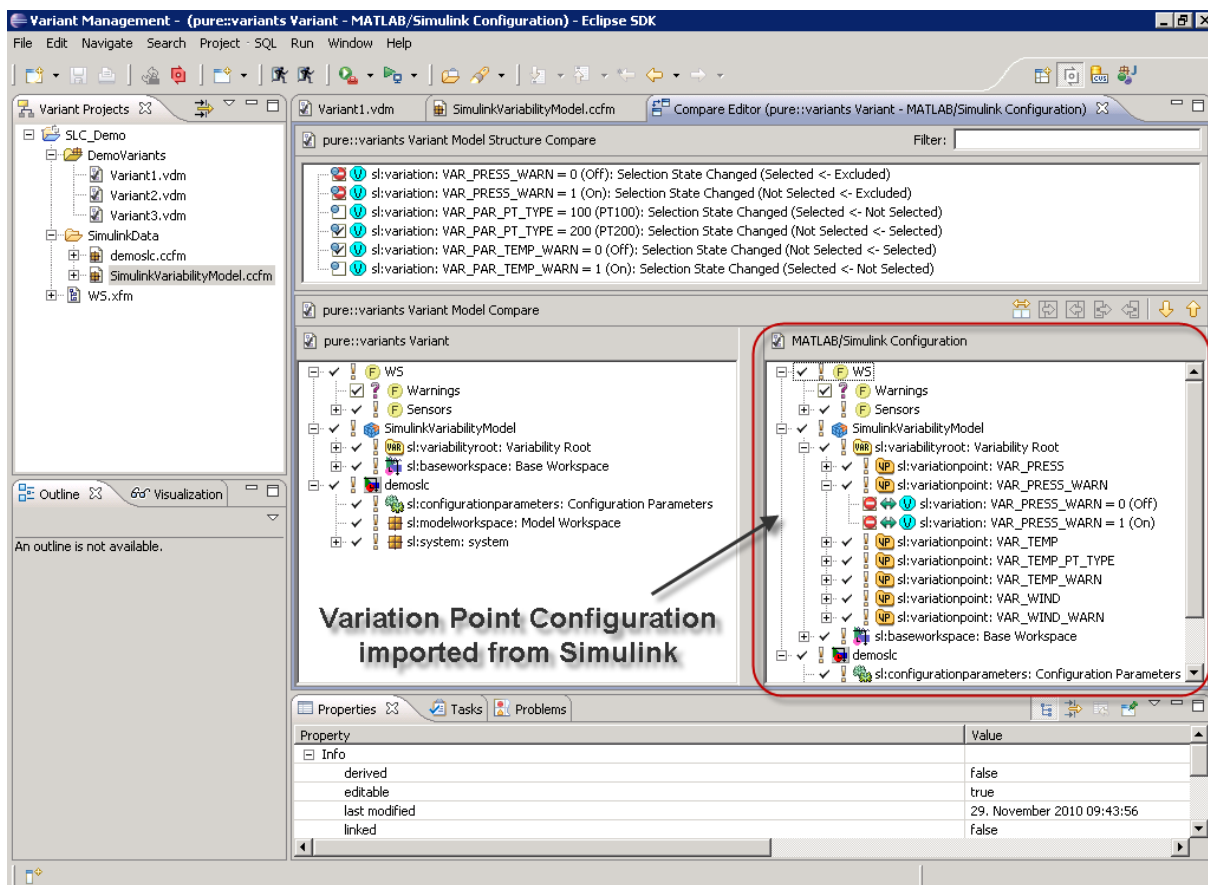 Variant Management - (pure::variants Variant - MATLAB/Simulink Configuration) - Eclipse SDK
File Edit Navigate Search Project SQL Run Window Help
Variant Projects
SLC_Demo
DemoVariants
Variant1.vdm
Variant2.vdm
Variant3.vdm
SimulinkData
demoslc.ccfm
SimulinkVariabilityModel.ccfm
WS.xfm
Outline Visualization
An outline is not available.
Variant1.vdm SimulinkVariabilityModel.ccfm Compare Editor (pure::variants Variant - MATLAB/Simulink Configuration)
pure::variants Variant Model Structure Compare Filter:
sl:variation: VAR_PRESS_WARN = 0 (Off): Selection State Changed (Selected <- Excluded)
sl:variation: VAR_PRESS_WARN = 1 (On): Selection State Changed (Not Selected <- Excluded)
sl:variation: VAR_PAR_PT_TYPE = 100 (PT100): Selection State Changed (Selected <- Not Selected)
sl:variation: VAR_PAR_PT_TYPE = 200 (PT200): Selection State Changed (Not Selected <- Selected)
sl:variation: VAR_PAR_TEMP_WARN = 0 (Off): Selection State Changed (Not Selected <- Selected)
sl:variation: VAR_PAR_TEMP_WARN = 1 (On): Selection State Changed (Selected <- Not Selected)
pure::variants Variant Model Compare
pure::variants Variant
F WS
? F Warnings
F Sensors
SimulinkVariabilityModel
VAR sl:variabilityroot: Variability Root
sl:baseworkspace: Base Workspace
demoslc
sl:configurationparameters: Configuration Parameters
sl:modelworkspace: Model Workspace
sl:system: system
Variation Point Configuration
imported from Simulink
MATLAB/Simulink Configuration
F WS
? F Warnings
F Sensors
SimulinkVariabilityModel
VAR sl:variabilityroot: Variability Root
VP sl:variationpoint: VAR_PRESS
VP sl:variationpoint: VAR_PRESS_WARN
V sl:variation: VAR_PRESS_WARN = 0 (Off)
V sl:variation: VAR_PRESS_WARN = 1 (On)
VP sl:variationpoint: VAR_TEMP
VP sl:variationpoint: VAR_TEMP_PT_TYPE
VP sl:variationpoint: VAR_TEMP_WARN
VP sl:variationpoint: VAR_WIND
VP sl:variationpoint: VAR_WIND_WARN
sl:baseworkspace: Base Workspace
demoslc
sl:configurationparameters: Configuration Parameters
Properties Tasks Problems
Property Value
Info
derived false
editable true
last modified 29. November 2010 09:43:56
linked false